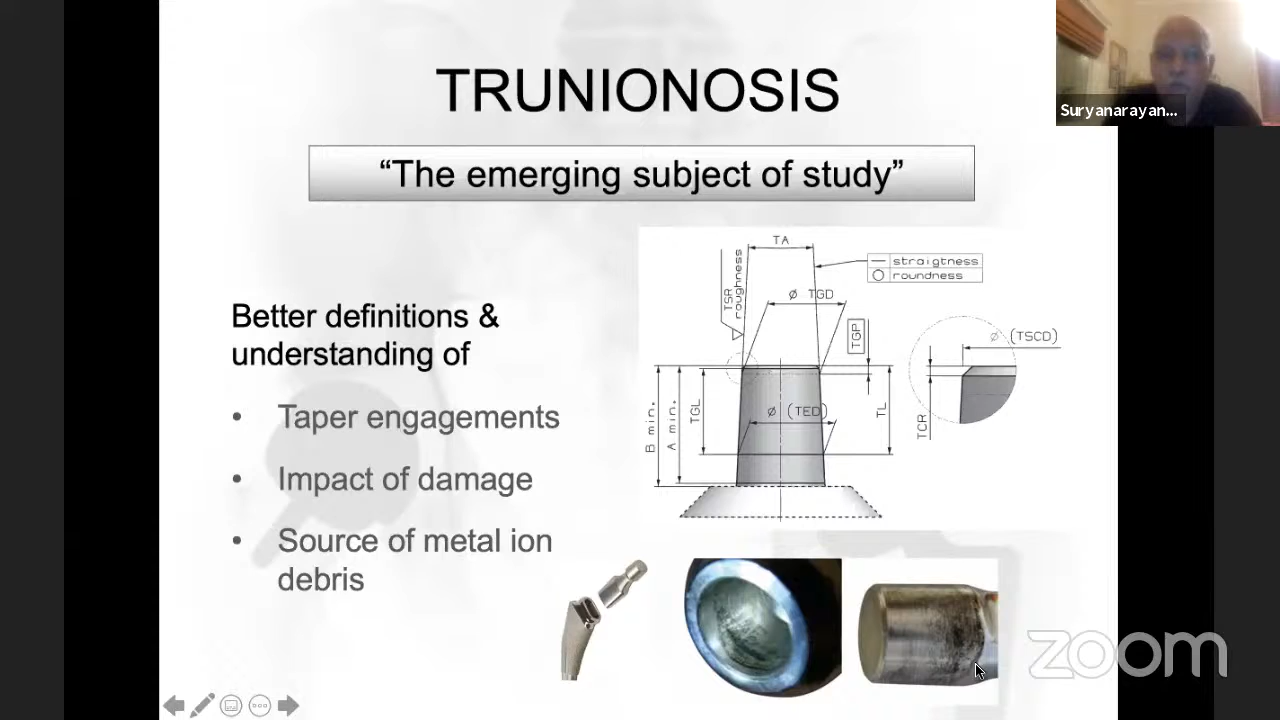 TRUNIONOSIS
“The emerging subject of study”
Suryanarayan...
Better definitions &
understanding of
• Taper engagements
• Impact of damage
• Source of metal ion
debris
TA
TSR
roughness
straigtness
roundness
ø TGD
TGP
ø (TSCD)
B min.
A min.
TGL
ø (TED)
TL
TCR
zoom